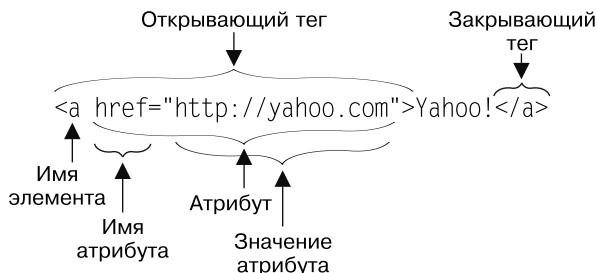 Открывающий тег
Закрывающий
тег
<a href="http://yahoo.com">Yahoo!</a>
Имя
элемента
Имя
атрибута
Атрибут
Значение
атрибута